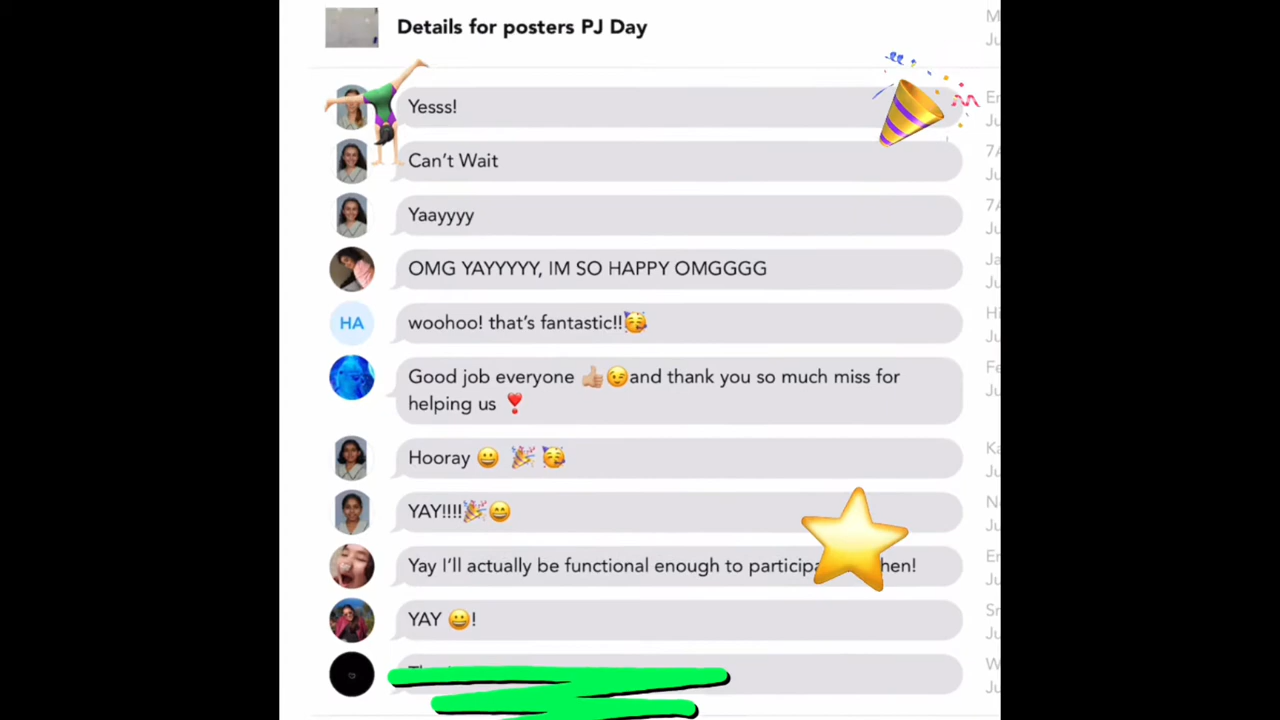 Details for posters PJ Day
Yesss!
Can't Wait
7A
Yaayyyy
7A
OMG YAYYYYY, IM SO HAPPY OMGGGG
HA
woohoo! that's fantastic!!🥳
Good job everyone 👍🏼😉and thank you so much miss for
helping us ❣️
Hooray 😀 🎉 🥳
YAY!!!!🎉😄
Yay I'll actually be functional enough to hen!
YAY 😀!